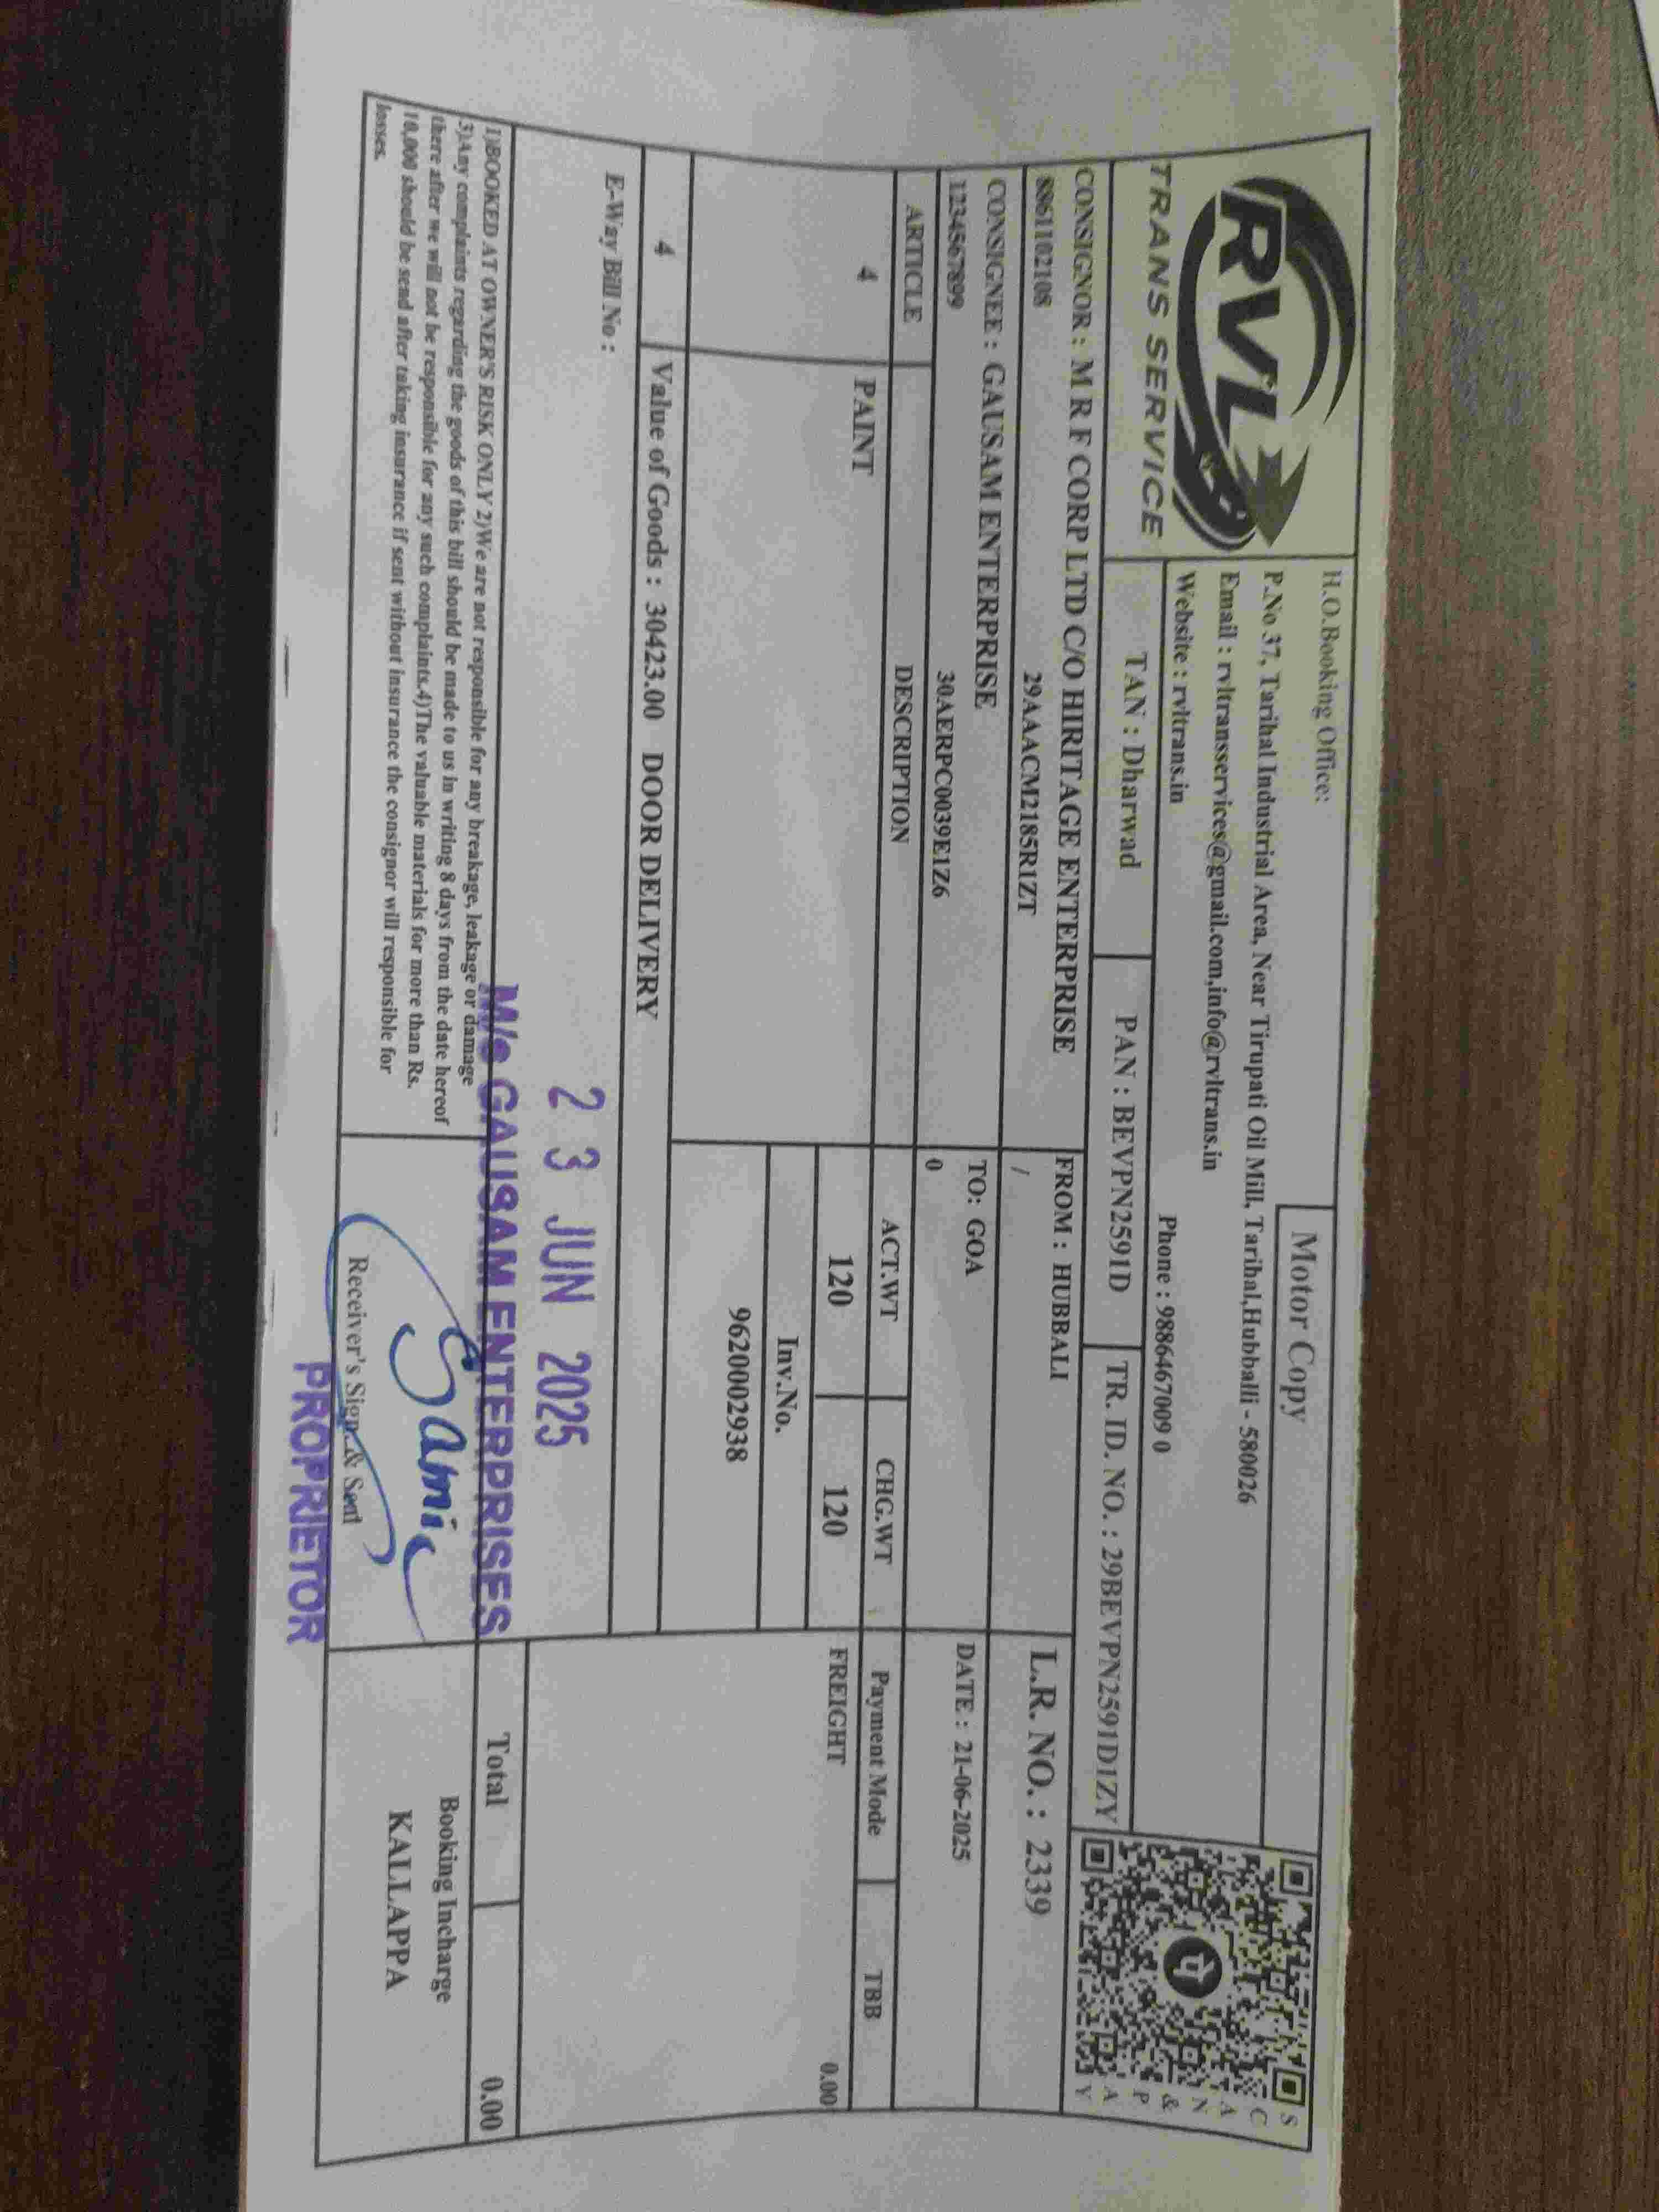 RVL
TRANS SERVICE
Motor Copy
H.O.Booking Office:
P.No 37, Tarihal Industrial Area, Near Tirupati Oil Mill, Tarihal,Hubballi - 580026
Email : rvltransservices@gmail.com,info@rvltrans.in
Website : rvltrans.in
Phone : 9886467009 0
SCAN & PAY
TAN : Dharwad
PAN : BEVPN2591D
TR. ID. NO. : 29BEVPN2591D1ZY
CONSIGNOR : M R F CORP LTD C/O HIRITAGE ENTERPRISE
8861102108 29AAACM2185R1ZT
FROM : HUBBALI
/
L.R. NO. : 2339
CONSIGNEE : GAUSAM ENTERPRISE
1234567899 30AERPC0039E1Z6
TO: GOA
0
DATE : 21-06-2025
ARTICLE DESCRIPTION ACT.WT CHG.WT Payment Mode TBB
4 PAINT 120 120 FREIGHT 0.00
Inv.No.
9620002938
4 Value of Goods : 30423.00 DOOR DELIVERY
E-Way Bill No :
23 JUN 2025
Total 0.00
M/s GAUSAM ENTERPRISES
1)BOOKED AT OWNER'S RISK ONLY 2)We are not responsible for any breakage, leakage or damage
3)Any complaints regarding the goods of this bill should be made to us in writing 8 days from the date hereof
there after we will not be responsible for any such complaints.4)The valuable materials for more than Rs.
10,000 should be send after taking insurance if sent without insurance the consignor will responsible for
losses.
Sami
Receiver's Sign. & Seal
PROPRIETOR
Booking Incharge
KALLAPPA